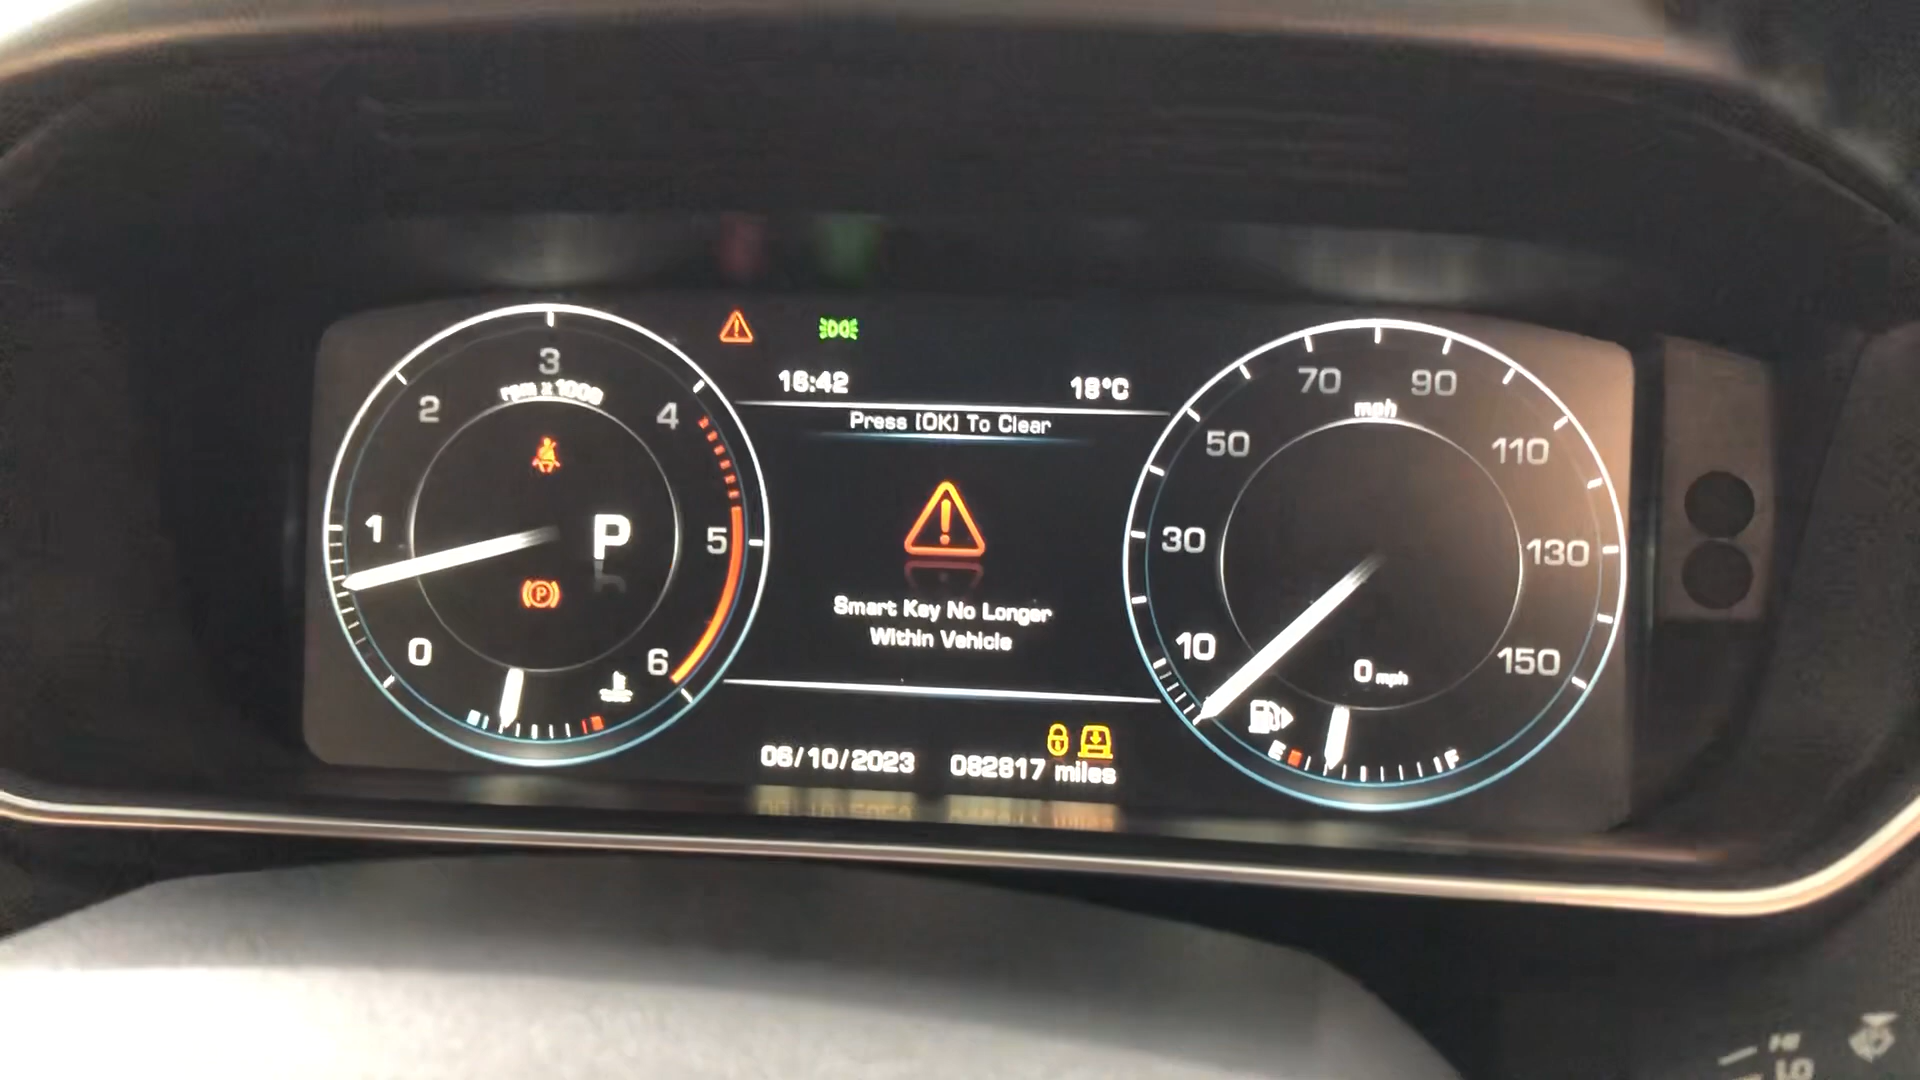 16:42 18°C
Press [OK] To Clear
Smart Key No Longer
Within Vehicle
06/10/2023 082817 miles
0 1 2 3 4 5 6
rpm x 1000
P
P
10 30 50 70 90 110 130 150
mph
0 mph
E F
HI
LO